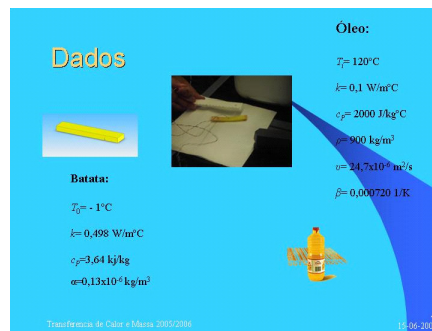 Dados
Batata:
T0= - 1°C
k= 0,498 W/m°C
cP=3,64 kj/kg
α=0,13x10-6 kg/m3
Óleo:
Ti= 120°C
k= 0,1 W/m°C
cP= 2000 J/kg°C
ρ= 900 kg/m3
υ= 24,7x10-6 m2/s
β= 0,000720 1/K
Transferencia de Calor e Massa 2005/2006
15-06-200